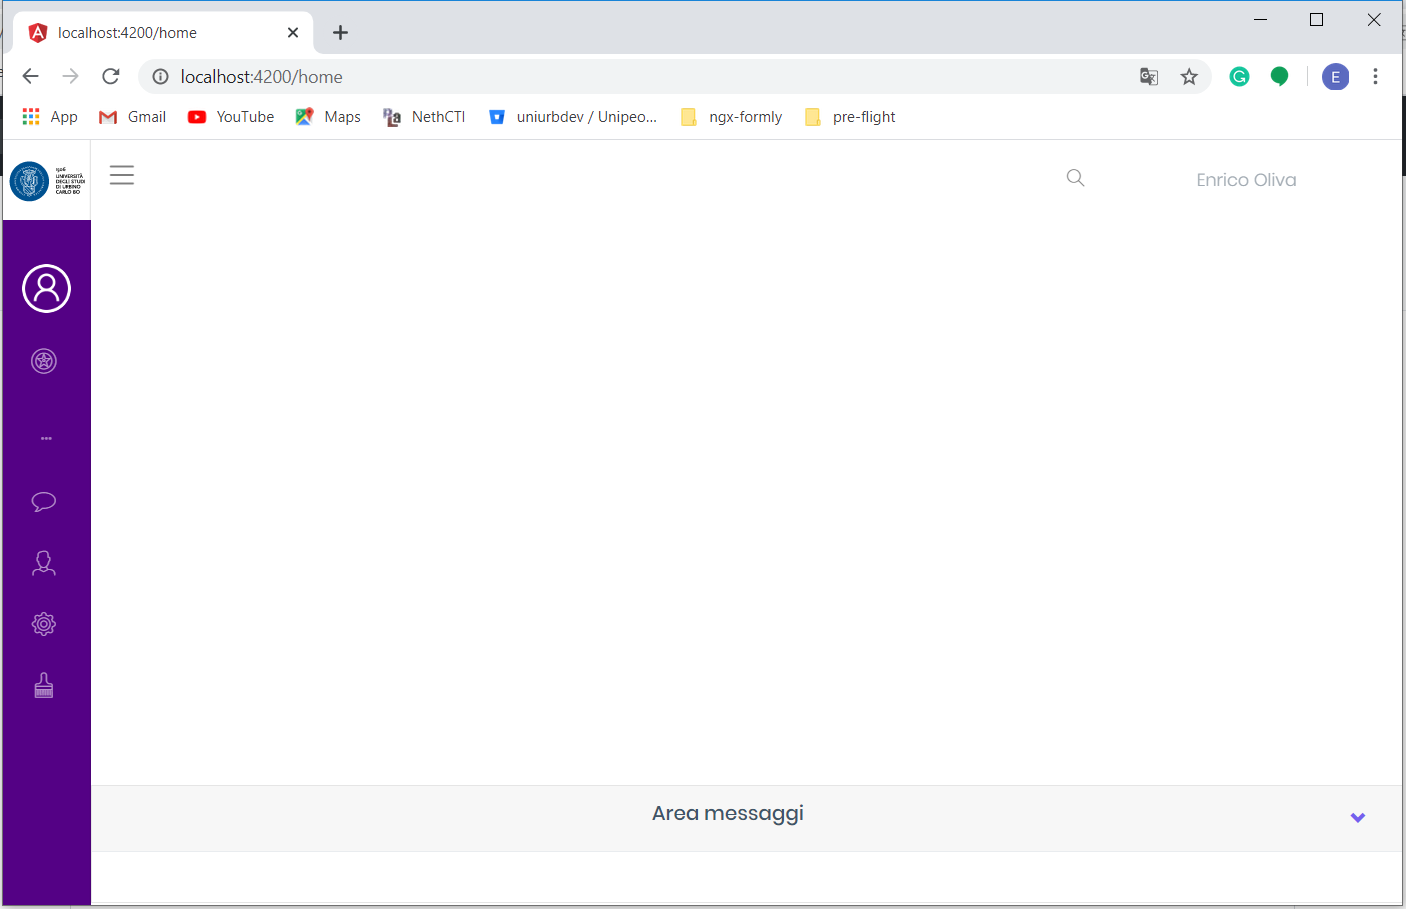 localhost:4200/home
localhost:4200/home
E
App Gmail YouTube Maps NethCTI uniurbdev / Unipeo... ngx-formly pre-flight
1506
UNIVERSITÀ
DEGLI STUDI
DI URBINO
CARLO BO
Enrico Oliva
Area messaggi